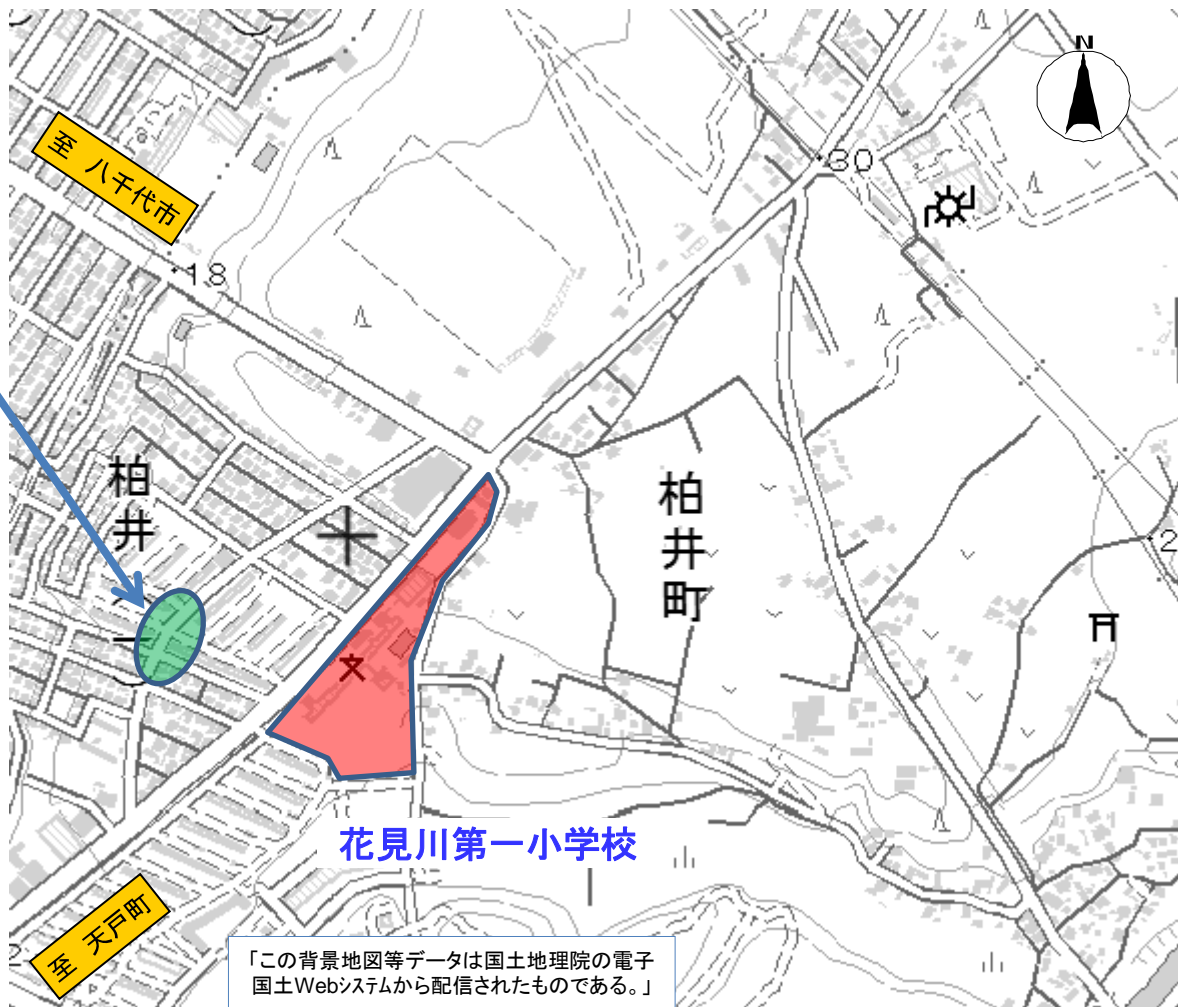 N
至 八千代市
30
18
柏井
柏井町
2
花見川第一小学校
至 天戸町
2
「この背景地図等データは国土地理院の電子
国土Webシステムから配信されたものである。」